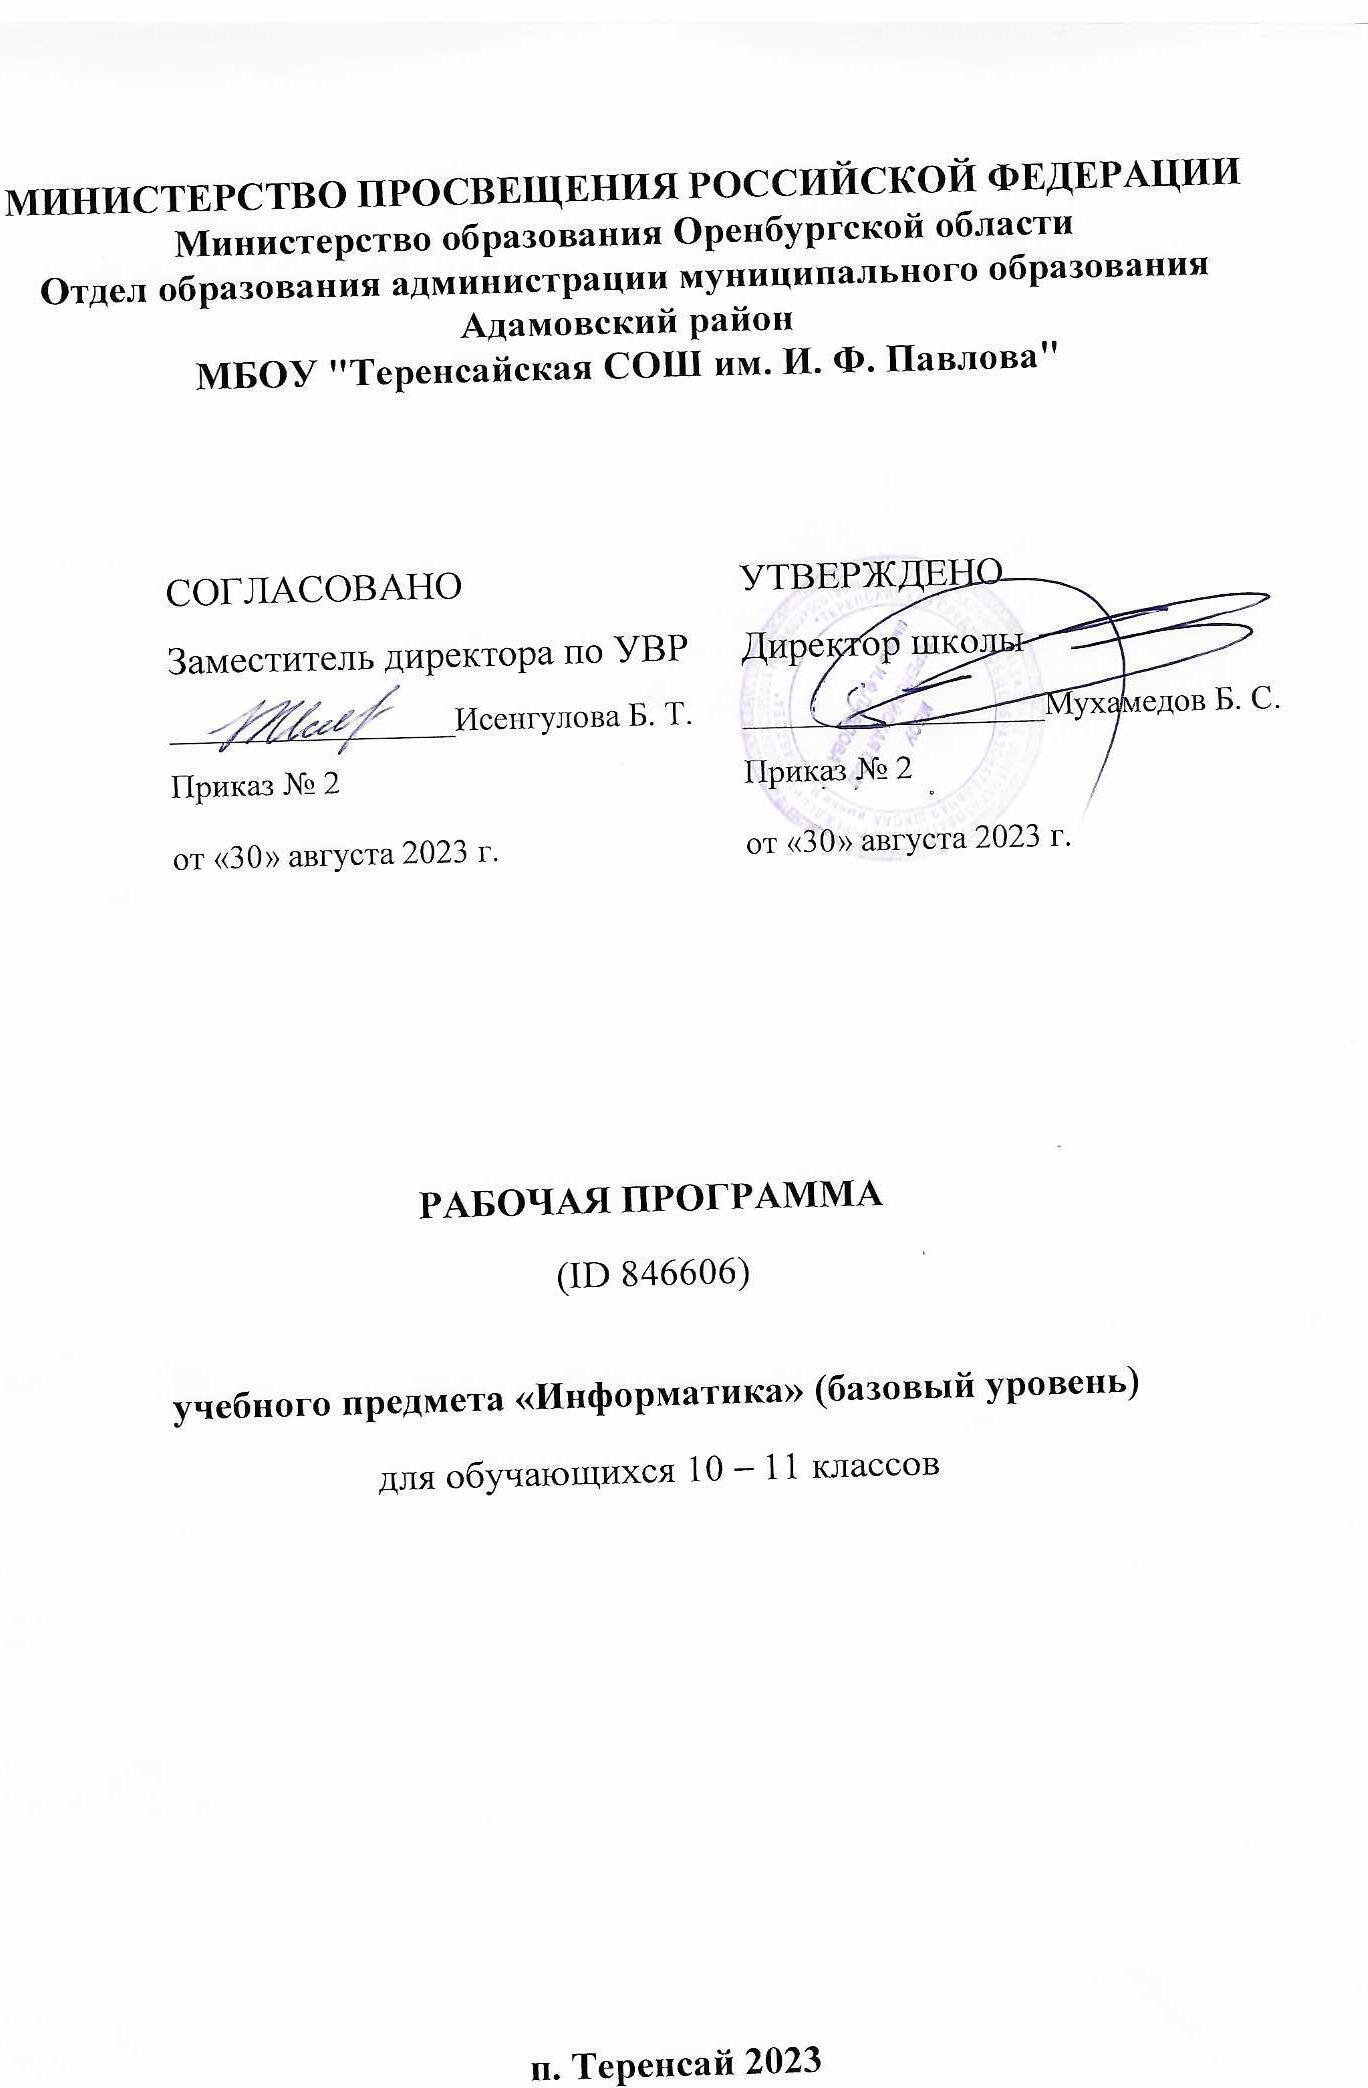 МИНИСТЕРСТВО ПРОСВЕЩЕНИЯ РОССИЙСКОЙ ФЕДЕРАЦИИ
Министерство образования Оренбургской области
Отдел образования администрации муниципального образования
Адамовский район
МБОУ "Теренсайская СОШ им. И. Ф. Павлова"
СОГЛАСОВАНО
Заместитель директора по УВР
Исенгулова Б. Т.
Приказ № 2
от «30» августа 2023 г.
УТВЕРЖДЕНО
Директор школы
Мухамедов Б. С.
Приказ № 2
от «30» августа 2023 г.
РАБОЧАЯ ПРОГРАММА
(ID 846606)
учебного предмета «Информатика» (базовый уровень)
для обучающихся 10 – 11 классов
п. Теренсай 2023